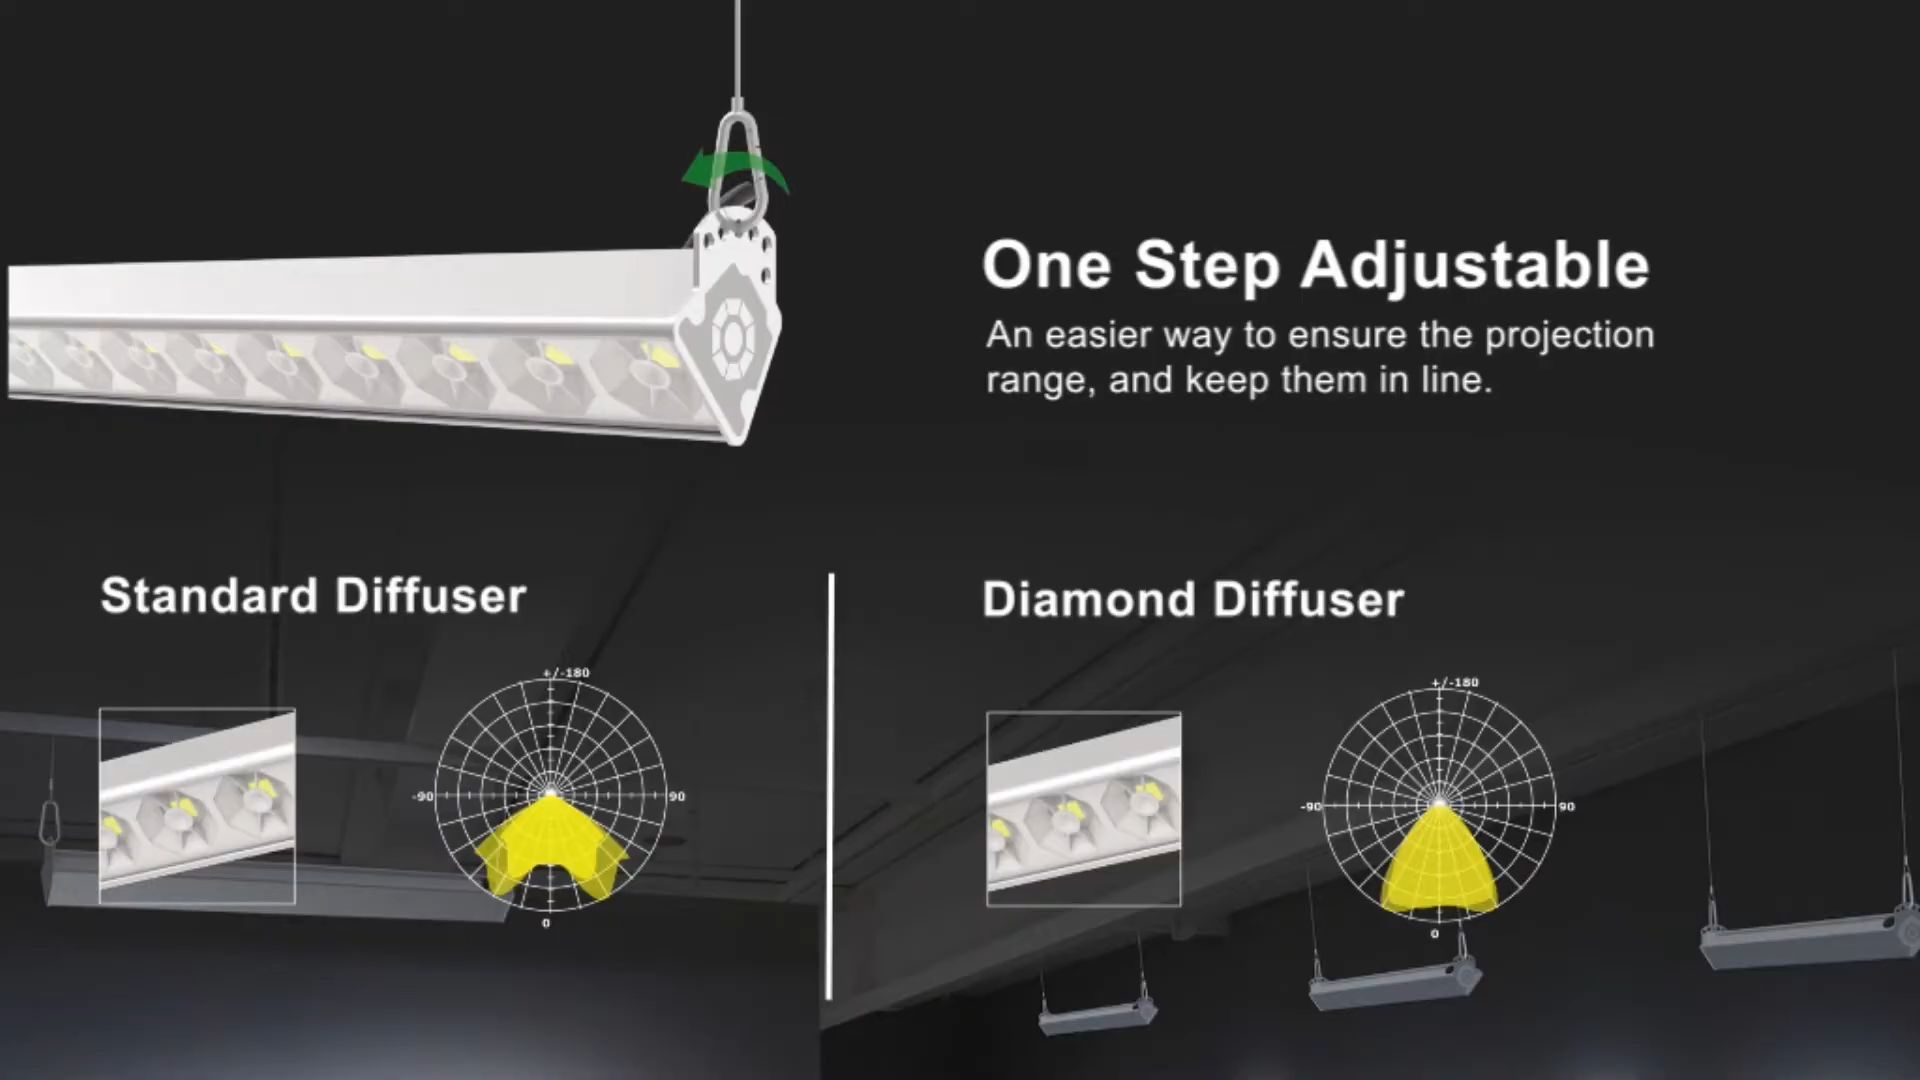 One Step Adjustable
An easier way to ensure the projection
range, and keep them in line.
Standard Diffuser
+/-180
-90
90
0
Diamond Diffuser
+/-180
-90
90
0